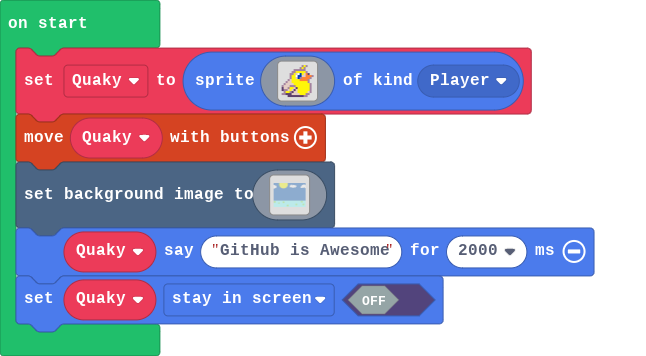 on start
set Quaky to sprite of kind Player
move Quaky with buttons
set background image to
Quaky say "GitHub is Awesome" for 2000 ms
set Quaky stay in screen OFF